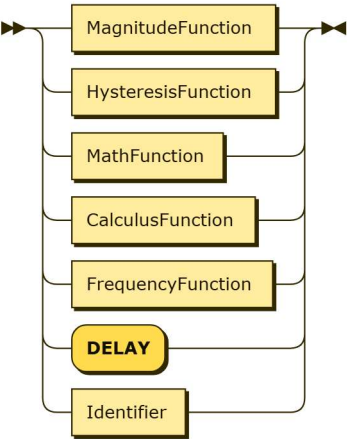 MagnitudeFunction
HysteresisFunction
MathFunction
CalculusFunction
FrequencyFunction
DELAY
Identifier